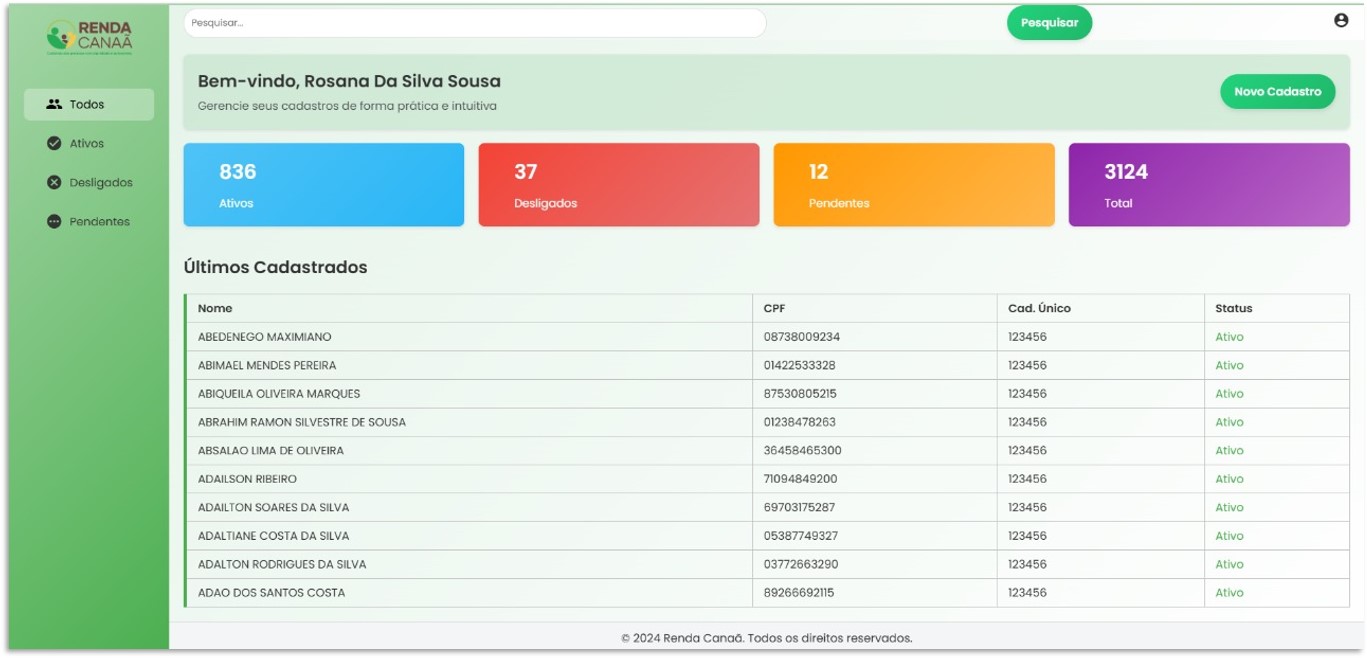 RENDA
CANAÃ
Pesquisar...
Pesquisar
Todos
Ativos
Desligados
Pendentes
Bem-vindo, Rosana Da Silva Sousa
Gerencie seus cadastros de forma prática e intuitiva
Novo Cadastro
836
Ativos
37
Desligados
12
Pendentes
3124
Total
Últimos Cadastrados
Nome CPF Cad. Único Status
ABEDENEGO MAXIMIANO 08738009234 123456 Ativo
ABIMAEL MENDES PEREIRA 01422533328 123456 Ativo
ABIQUEILA OLIVEIRA MARQUES 87530805215 123456 Ativo
ABRAHIM RAMON SILVESTRE DE SOUSA 01238478263 123456 Ativo
ABSALAO LIMA DE OLIVEIRA 36458465300 123456 Ativo
ADAILSON RIBEIRO 71094849200 123456 Ativo
ADAILTON SOARES DA SILVA 69703175287 123456 Ativo
ADALTIANE COSTA DA SILVA 05387749327 123456 Ativo
ADALTON RODRIGUES DA SILVA 03772663290 123456 Ativo
ADAO DOS SANTOS COSTA 89266692115 123456 Ativo
© 2024 Renda Canaã. Todos os direitos reservados.